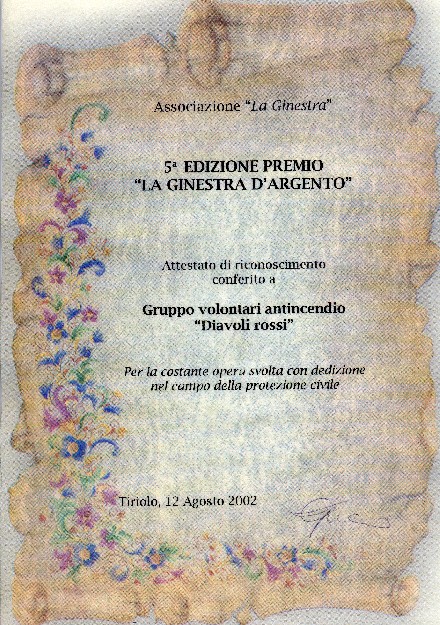 Associazione "La Ginestra"
5ª EDIZIONE PREMIO
"LA GINESTRA D'ARGENTO"
Attestato di riconoscimento
conferito a
Gruppo volontari antincendio
"Diavoli rossi"
Per la costante opera svolta con dedizione
nel campo della protezione civile
Tiriolo, 12 Agosto 2002